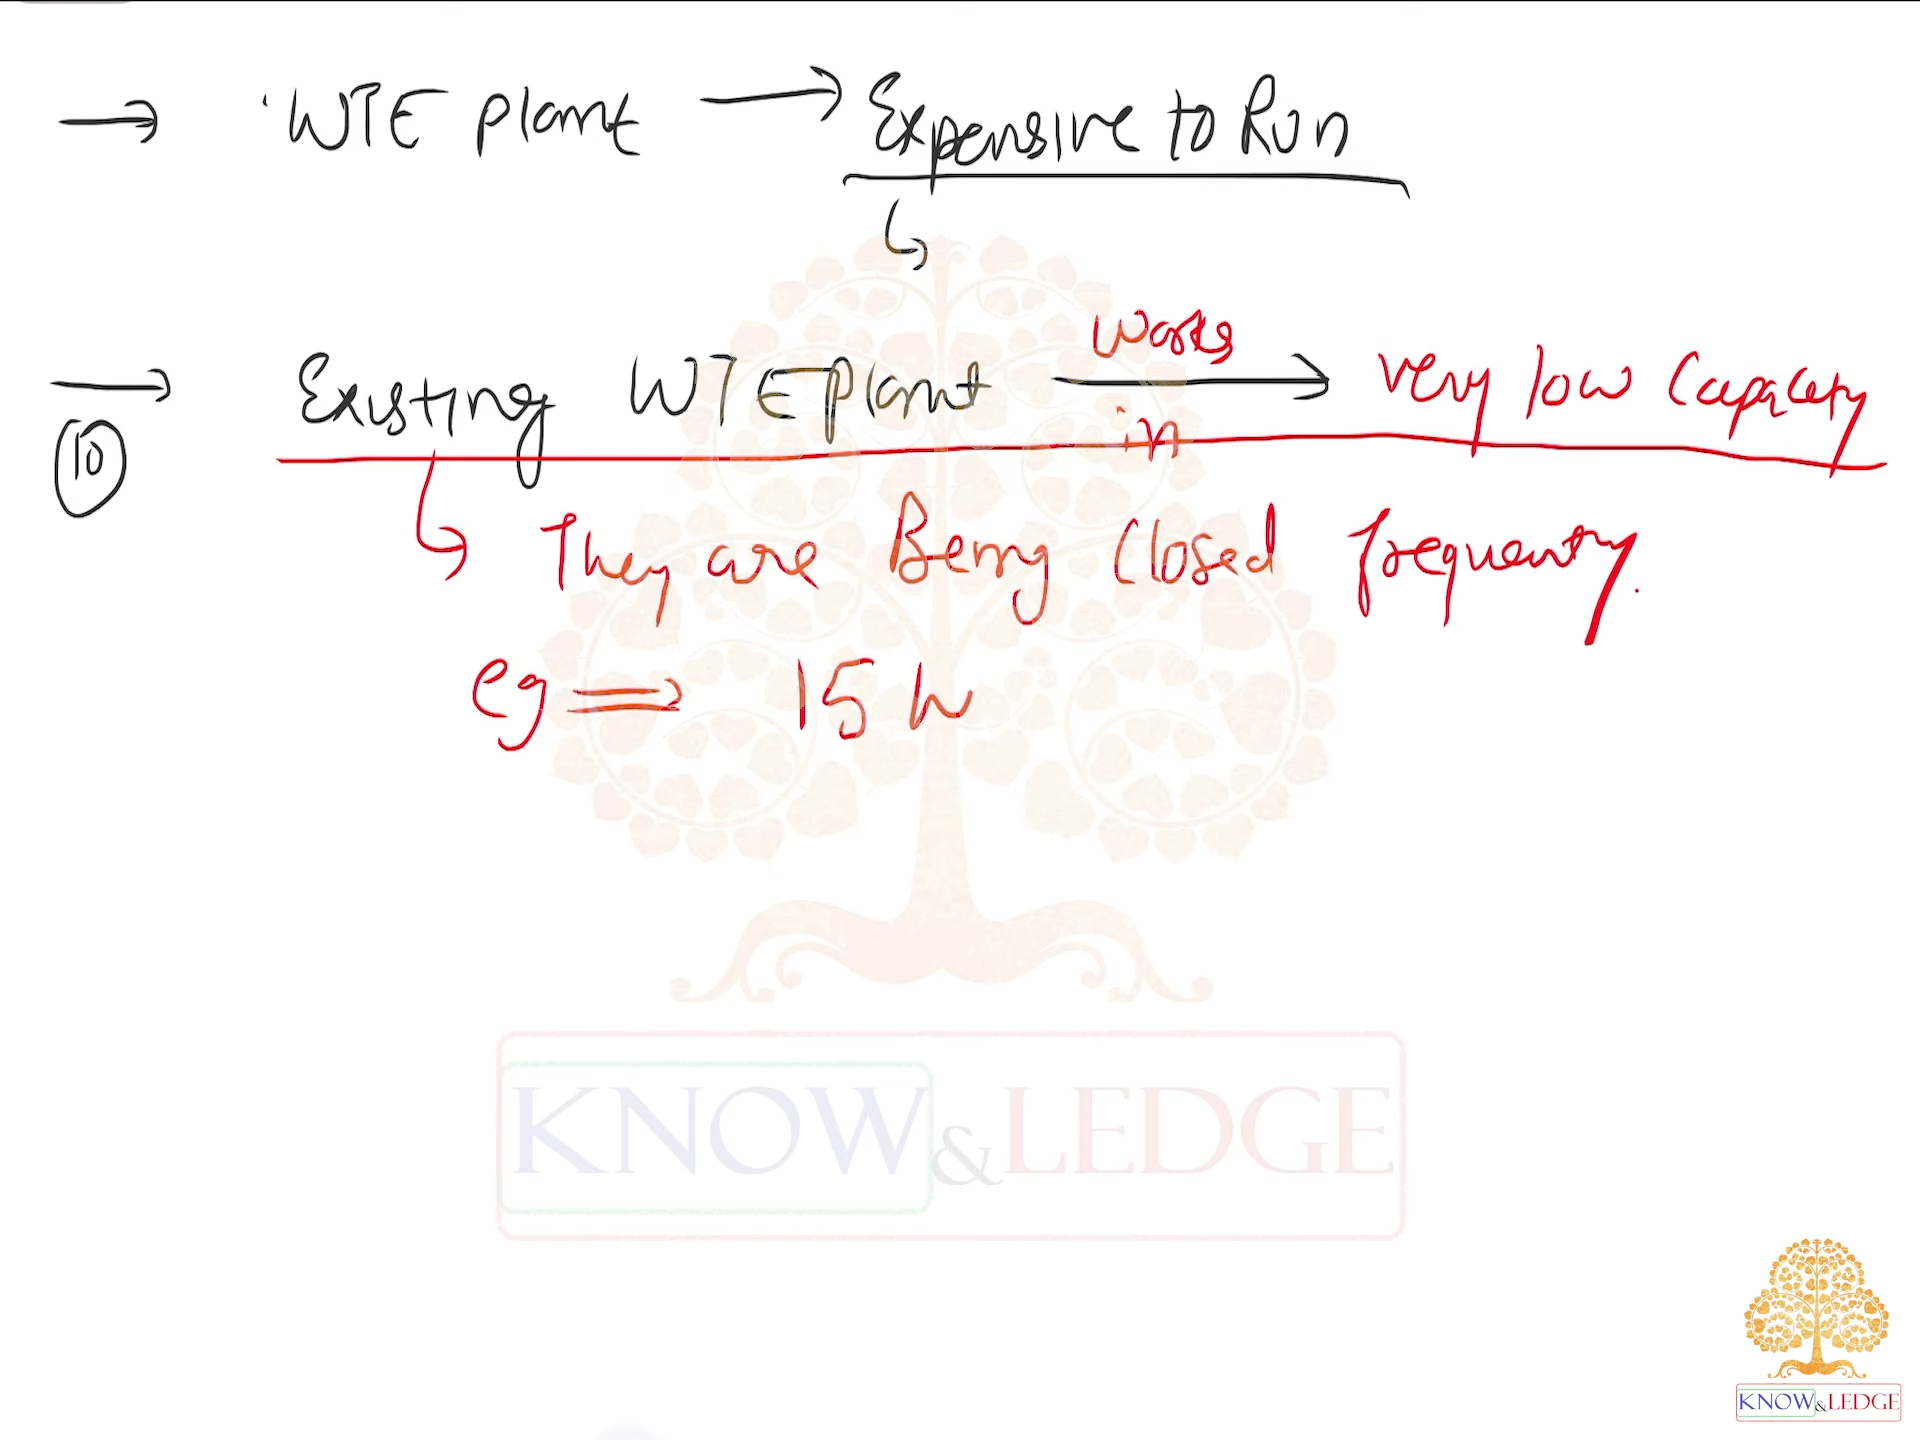 → WTE plant → Expensive to Run
↳
→ Existing WTE Plant works in → very low Capacity
10
↳ They are Being closed frequently.
eg ⇒ 15 W
KNOW&LEDGE
KNOW&LEDGE